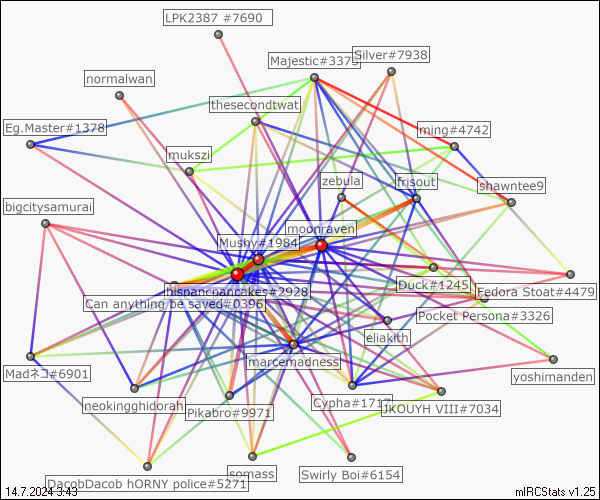 LPK2387 #7690
Majestic#3375
Silver#7938
normalwan
thesecondtwat
Eg.Master#1378
ming#4742
mukszi
zebula
frisout
shawntee9
bigcitysamurai
moonraven
Mushy#1984
hispanicpancakes#2928
Duck#1245
Fedora Stoat#4479
Can anything be saved#0396
Pocket Persona#3326
eliakith
marcemadness
Madネコ#6901
yoshimanden
neokingghidorah
Cypha#1717
JKOUYH VIII#7034
Pikabro#9971
isomass
Swirly Boi#6154
DacobDacob hORNY police#5271
14.7.2024 3:43
mIRCStats v1.25